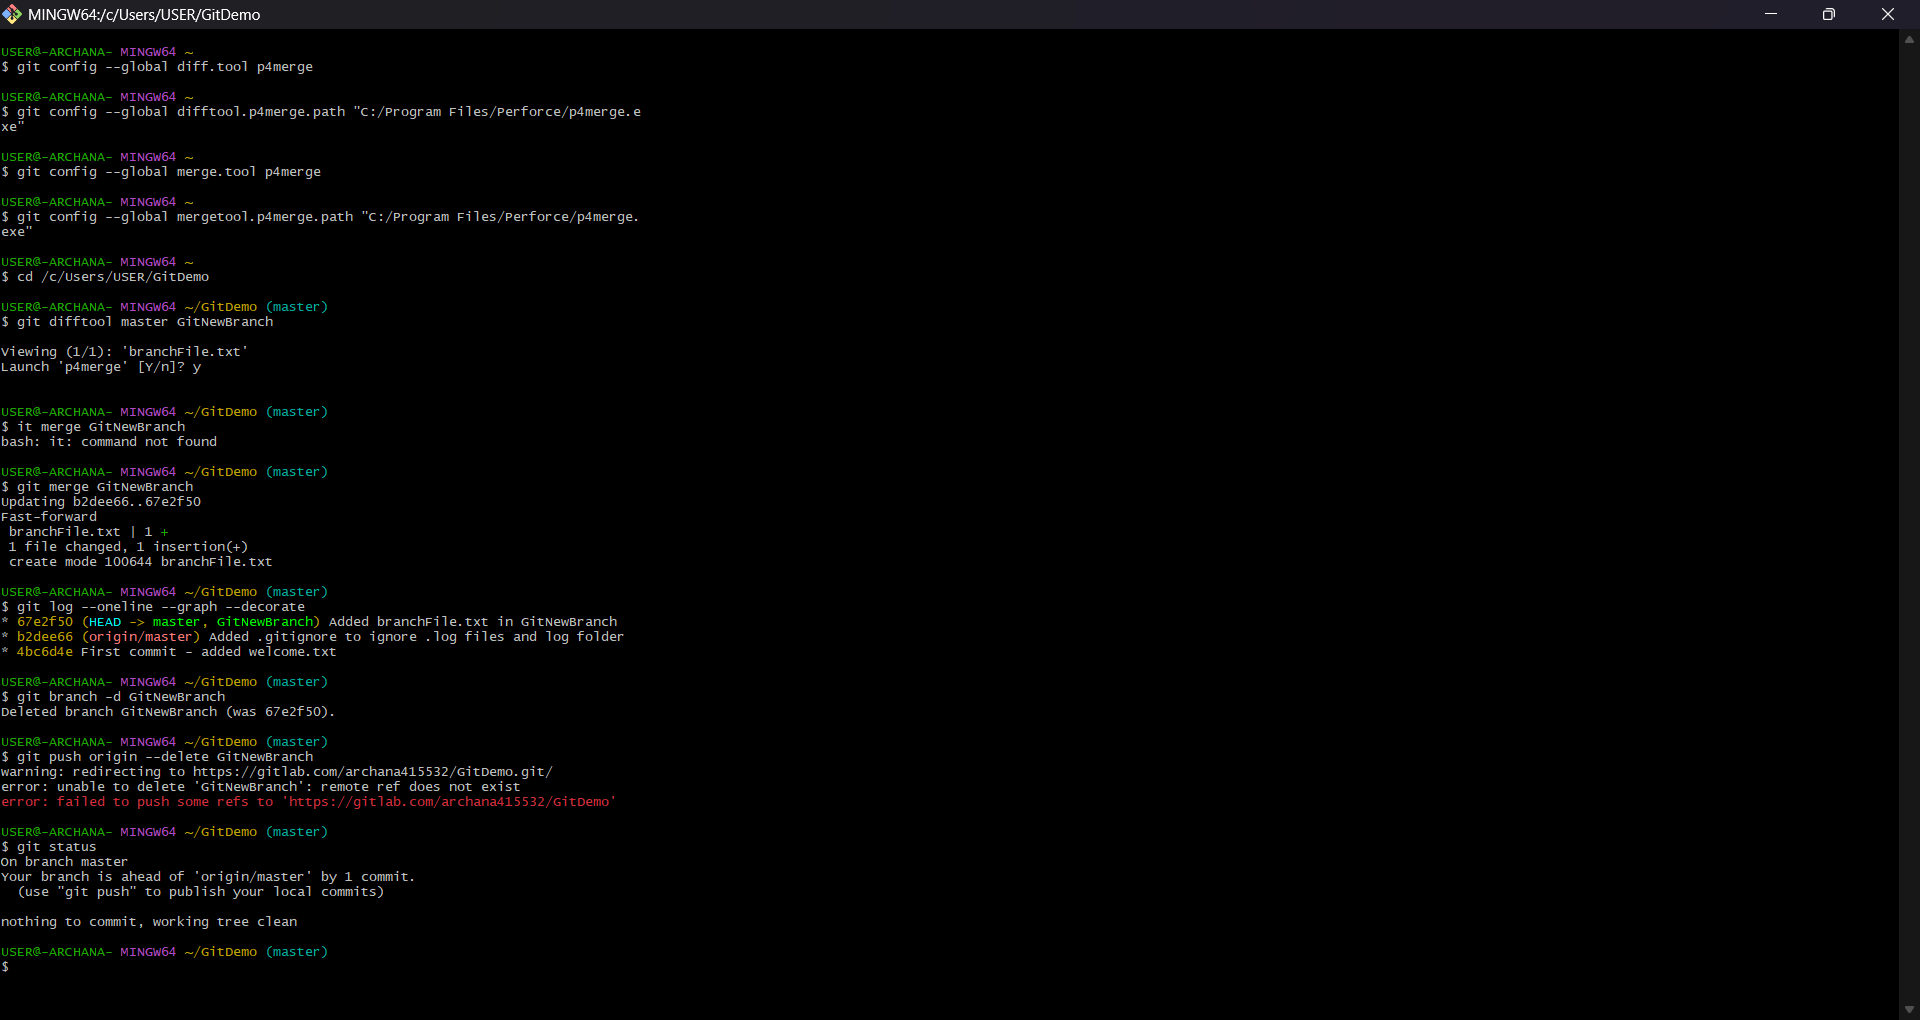 MINGW64:/c/Users/USER/GitDemo
USER@-ARCHANA- MINGW64 ~
$ git config --global diff.tool p4merge
USER@-ARCHANA- MINGW64 ~
$ git config --global difftool.p4merge.path "C:/Program Files/Perforce/p4merge.e
xe"
USER@-ARCHANA- MINGW64 ~
$ git config --global merge.tool p4merge
USER@-ARCHANA- MINGW64 ~
$ git config --global mergetool.p4merge.path "C:/Program Files/Perforce/p4merge.
exe"
USER@-ARCHANA- MINGW64 ~
$ cd /c/Users/USER/GitDemo
USER@-ARCHANA- MINGW64 ~/GitDemo (master)
$ git difftool master GitNewBranch
Viewing (1/1): 'branchFile.txt'
Launch 'p4merge' [Y/n]? y
USER@-ARCHANA- MINGW64 ~/GitDemo (master)
$ it merge GitNewBranch
bash: it: command not found
USER@-ARCHANA- MINGW64 ~/GitDemo (master)
$ git merge GitNewBranch
Updating b2dee66..67e2f50
Fast-forward
branchFile.txt | 1 +
1 file changed, 1 insertion(+)
create mode 100644 branchFile.txt
USER@-ARCHANA- MINGW64 ~/GitDemo (master)
$ git log --oneline --graph --decorate
* 67e2f50 (HEAD -> master, GitNewBranch) Added branchFile.txt in GitNewBranch
* b2dee66 (origin/master) Added .gitignore to ignore .log files and log folder
* 4bc6d4e First commit - added welcome.txt
USER@-ARCHANA- MINGW64 ~/GitDemo (master)
$ git branch -d GitNewBranch
Deleted branch GitNewBranch (was 67e2f50).
USER@-ARCHANA- MINGW64 ~/GitDemo (master)
$ git push origin --delete GitNewBranch
warning: redirecting to https://gitlab.com/archana415532/GitDemo.git/
error: unable to delete 'GitNewBranch': remote ref does not exist
error: failed to push some refs to 'https://gitlab.com/archana415532/GitDemo'
USER@-ARCHANA- MINGW64 ~/GitDemo (master)
$ git status
On branch master
Your branch is ahead of 'origin/master' by 1 commit.
(use "git push" to publish your local commits)
nothing to commit, working tree clean
USER@-ARCHANA- MINGW64 ~/GitDemo (master)
$